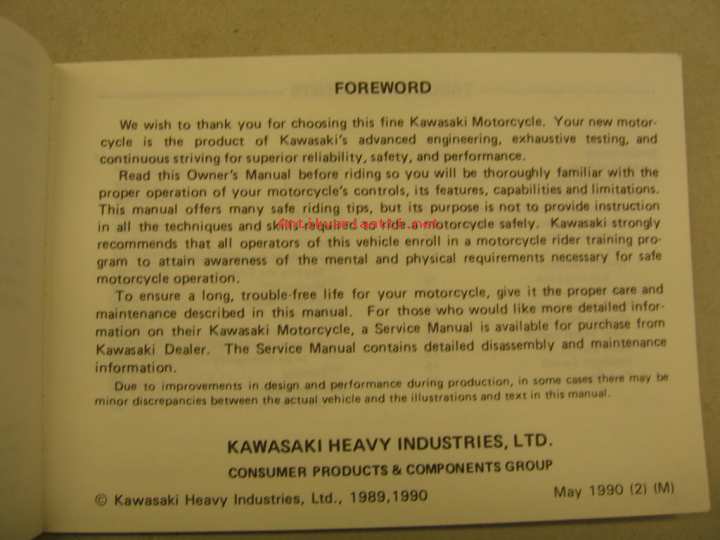 FOREWORD
We wish to thank you for choosing this fine Kawasaki Motorcycle. Your new motor-
cycle is the product of Kawasaki's advanced engineering, exhaustive testing, and
continuous striving for superior reliability, safety, and performance.
Read this Owner's Manual before riding so you will be thoroughly familiar with the
proper operation of your motorcycle's controls, its features, capabilities and limitations.
This manual offers many safe riding tips, but its purpose is not to provide instruction
in all the techniques and skills required to ride a motorcycle safely. Kawasaki strongly
recommends that all operators of this vehicle enroll in a motorcycle rider training pro-
gram to attain awareness of the mental and physical requirements necessary for safe
motorcycle operation.
To ensure a long, trouble-free life for your motorcycle, give it the proper care and
maintenance described in this manual. For those who would like more detailed infor-
mation on their Kawasaki Motorcycle, a Service Manual is available for purchase from
Kawasaki Dealer. The Service Manual contains detailed disassembly and maintenance
information.
Due to improvements in design and performance during production, in some cases there may be
minor discrepancies between the actual vehicle and the illustrations and text in this manual.
KAWASAKI HEAVY INDUSTRIES, LTD.
CONSUMER PRODUCTS & COMPONENTS GROUP
© Kawasaki Heavy Industries, Ltd., 1989,1990 May 1990 (2) (M)